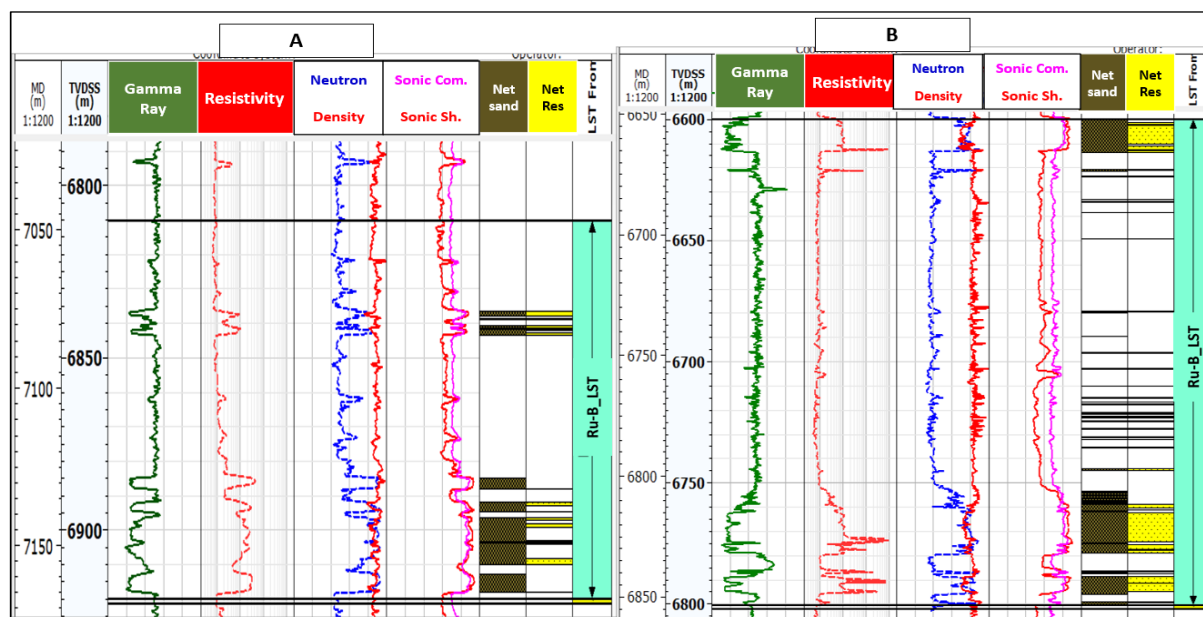 A
B
Operator:
Operator:
MD
(m)
1:1200
TVDSS
(m)
1:1200
Gamma
Ray
Resistivity
Neutron
Density
Sonic Com.
Sonic Sh.
Net
sand
Net
Res
LST From
MD
(m)
1:1200
TVDSS
(m)
1:1200
Gamma
Ray
Resistivity
Neutron
Density
Sonic Com.
Sonic Sh.
Net
sand
Net
Res
LST From
6800
7050
6850
7100
6900
7150
Ru-B_LST
6650
6600
6650
6700
6700
6750
6800
6750
6850
6800
Ru-B_LST